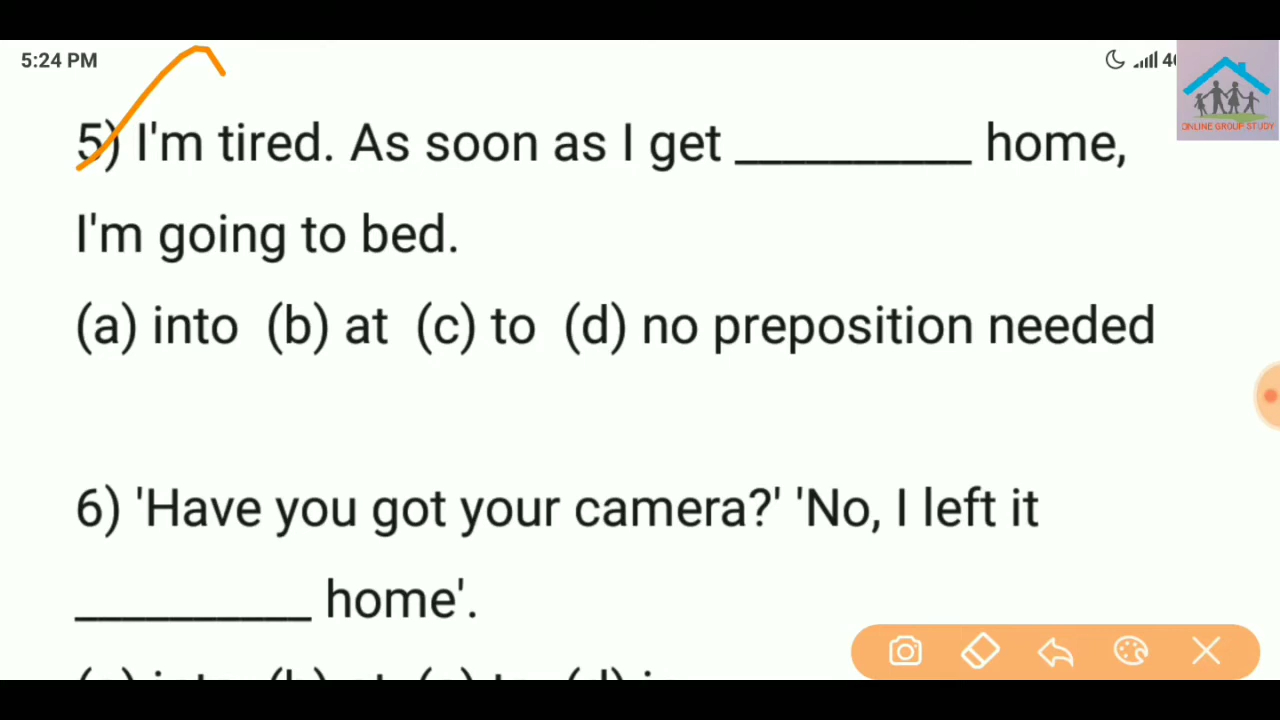 5:24 PM
ONLINE GROUP STUDY
5) I'm tired. As soon as I get __________ home,
I'm going to bed.
(a) into (b) at (c) to (d) no preposition needed
6) 'Have you got your camera?' 'No, I left it
__________ home'.